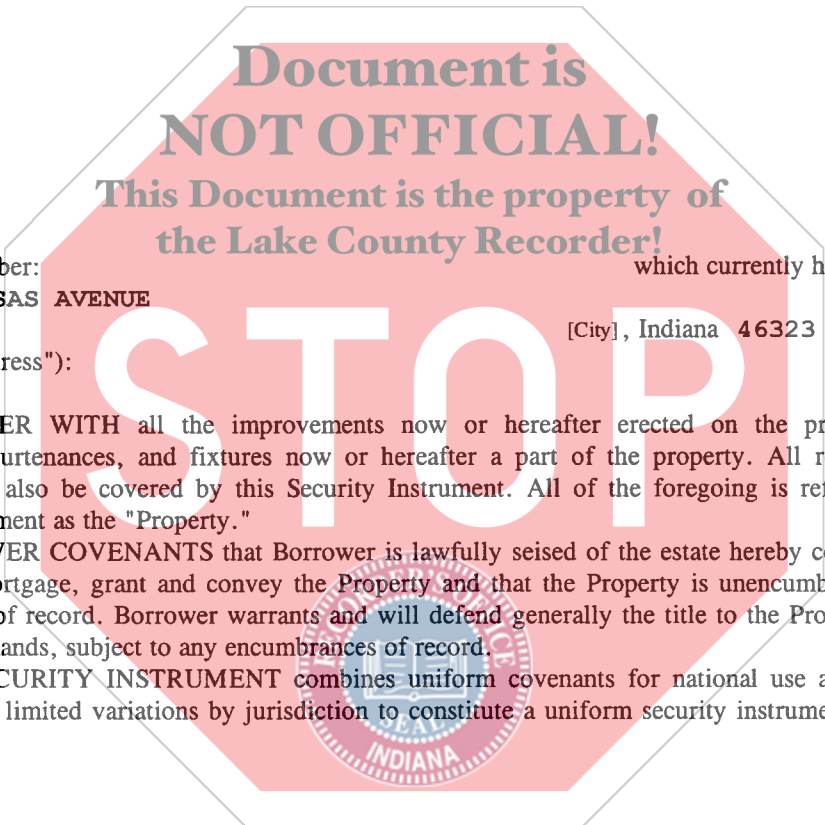 Document is
NOT OFFICIAL!
This Document is the property of
the Lake County Recorder!
ber: which currently h
SAS AVENUE
[City], Indiana 46323
ress"):
STOP
ER WITH all the improvements now or hereafter erected on the pr
urtenances, and fixtures now or hereafter a part of the property. All r
also be covered by this Security Instrument. All of the foregoing is ref
ment as the "Property."
VER COVENANTS that Borrower is lawfully seised of the estate hereby c
ortgage, grant and convey the Property and that the Property is unencumb
of record. Borrower warrants and will defend generally the title to the Pro
ands, subject to any encumbrances of record.
CURITY INSTRUMENT combines uniform covenants for national use a
limited variations by jurisdiction to constitute a uniform security instrume
RECORDER'S OFFICE
SEAL
INDIANA